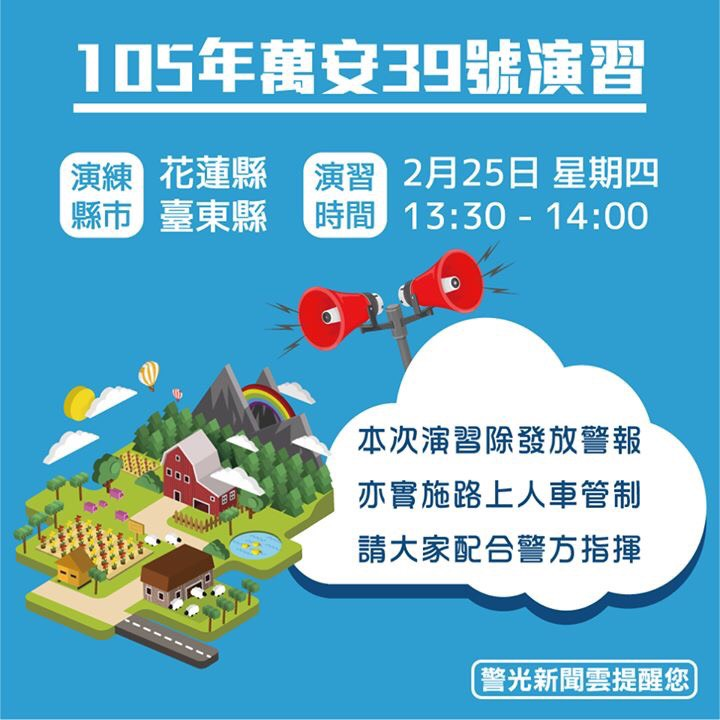 105年萬安39號演習
演練縣市
花蓮縣
臺東縣
演習時間
2月25日 星期四
13:30 - 14:00
本次演習除發放警報
亦實施路上人車管制
請大家配合警方指揮
警光新聞雲提醒您